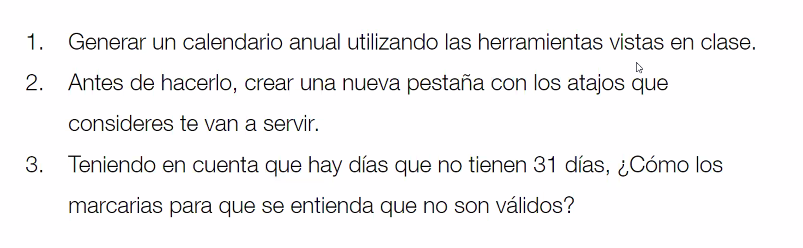 1. Generar un calendario anual utilizando las herramientas vistas en clase.
2. Antes de hacerlo, crear una nueva pestaña con los atajos que
consideres te van a servir.
3. Teniendo en cuenta que hay días que no tienen 31 días, ¿Cómo los
marcarias para que se entienda que no son válidos?